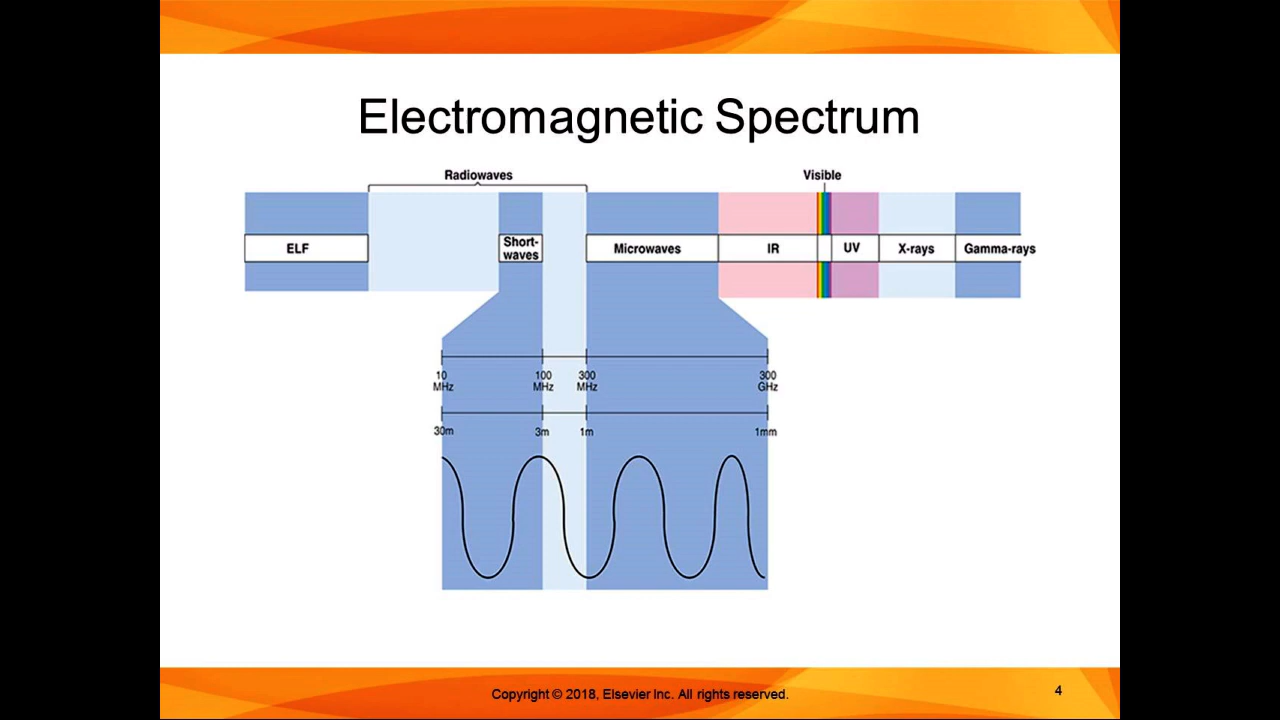 Electromagnetic Spectrum
Radiowaves
Visible
ELF
Short-
waves
Microwaves
IR
UV
X-rays
Gamma-rays
10
MHz
100
MHz
300
MHz
300
GHz
30m
3m
1m
1mm
Copyright © 2018, Elsevier Inc. All rights reserved.
4